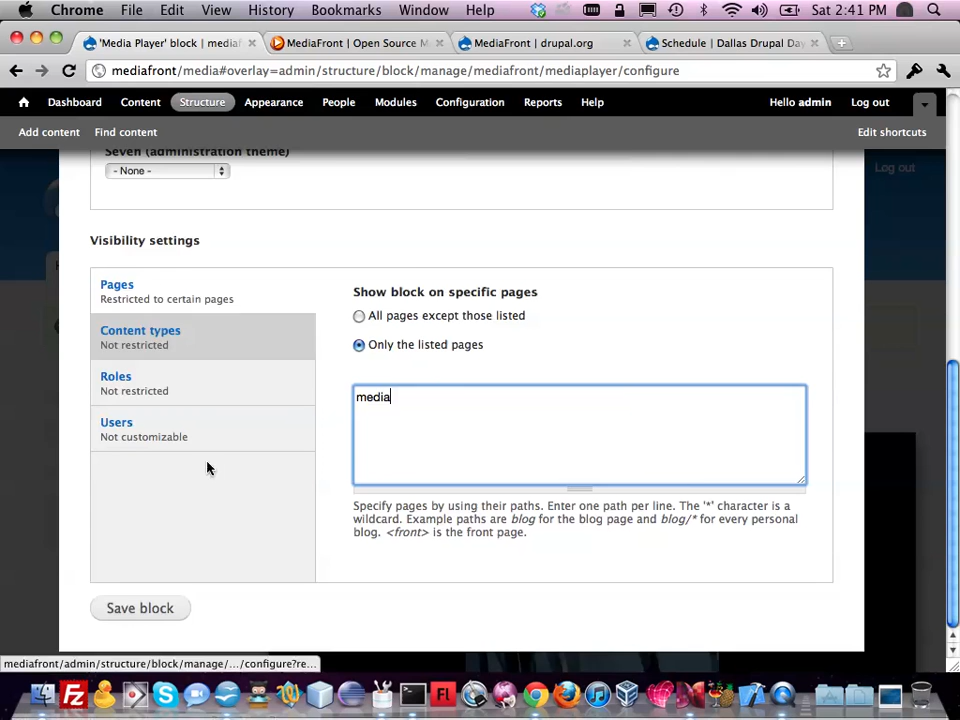 Chrome File Edit View History Bookmarks Window Help Sat 2:41 PM
'Media Player' block | mediaf MediaFront | Open Source M MediaFront | drupal.org Schedule | Dallas Drupal Day
mediafront/media#overlay=admin/structure/block/manage/mediafront/mediaplayer/configure
Dashboard Content Structure Appearance People Modules Configuration Reports Help Hello admin Log out
Add content Find content Edit shortcuts
Log out
Seven (administration theme)
- None -
Visibility settings
Pages
Restricted to certain pages
Content types
Not restricted
Roles
Not restricted
Users
Not customizable
Show block on specific pages
All pages except those listed
Only the listed pages
media
Specify pages by using their paths. Enter one path per line. The '*' character is a
wildcard. Example paths are blog for the blog page and blog/* for every personal
blog. <front> is the front page.
Save block
mediafront/admin/structure/block/manage/.../configure?re...
Fz
FL